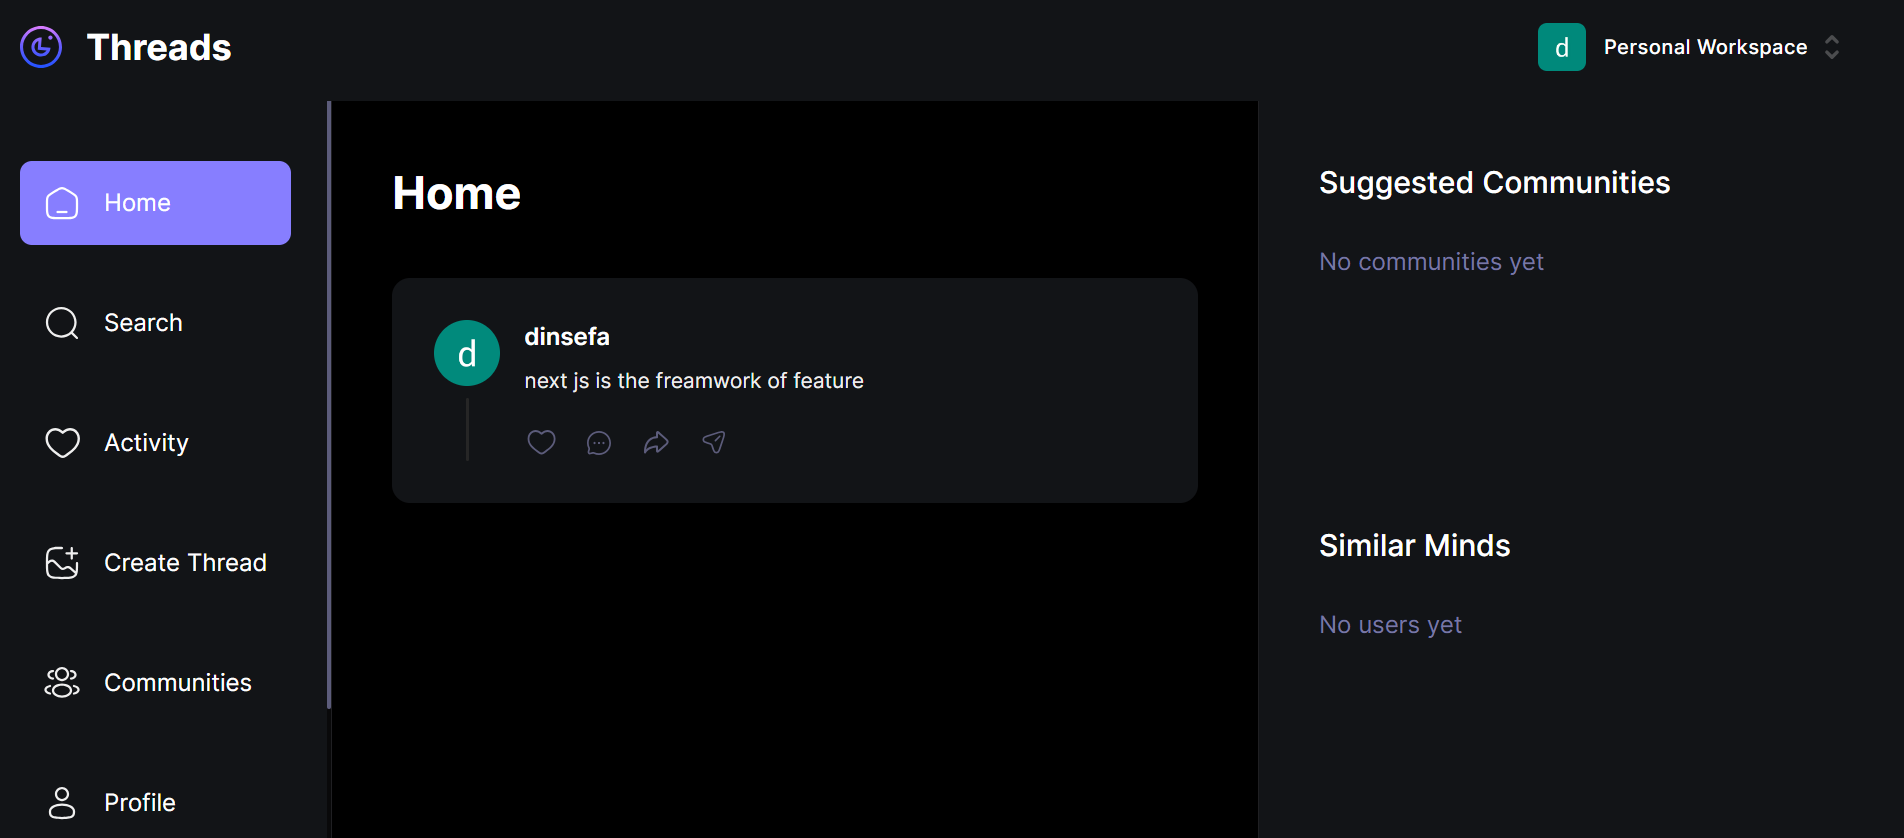 Threads
d
Personal Workspace
Home
Search
Activity
Create Thread
Communities
Profile
Home
d
dinsefa
next js is the freamwork of feature
Suggested Communities
No communities yet
Similar Minds
No users yet